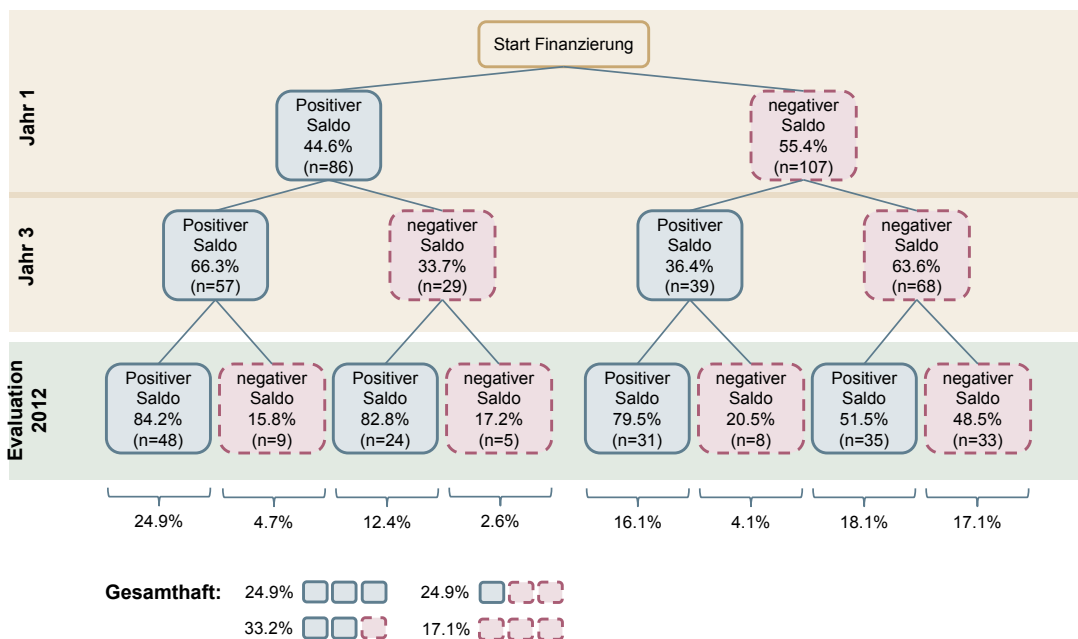 Start Finanzierung
Jahr 1
Positiver
Saldo
44.6%
(n=86)
negativer
Saldo
55.4%
(n=107)
Jahr 3
Positiver
Saldo
66.3%
(n=57)
negativer
Saldo
33.7%
(n=29)
Positiver
Saldo
36.4%
(n=39)
negativer
Saldo
63.6%
(n=68)
Evaluation
2012
Positiver
Saldo
84.2%
(n=48)
negativer
Saldo
15.8%
(n=9)
Positiver
Saldo
82.8%
(n=24)
negativer
Saldo
17.2%
(n=5)
Positiver
Saldo
79.5%
(n=31)
negativer
Saldo
20.5%
(n=8)
Positiver
Saldo
51.5%
(n=35)
negativer
Saldo
48.5%
(n=33)
24.9%
4.7%
12.4%
2.6%
16.1%
4.1%
18.1%
17.1%
Gesamthaft:
24.9%
24.9%
33.2%
17.1%